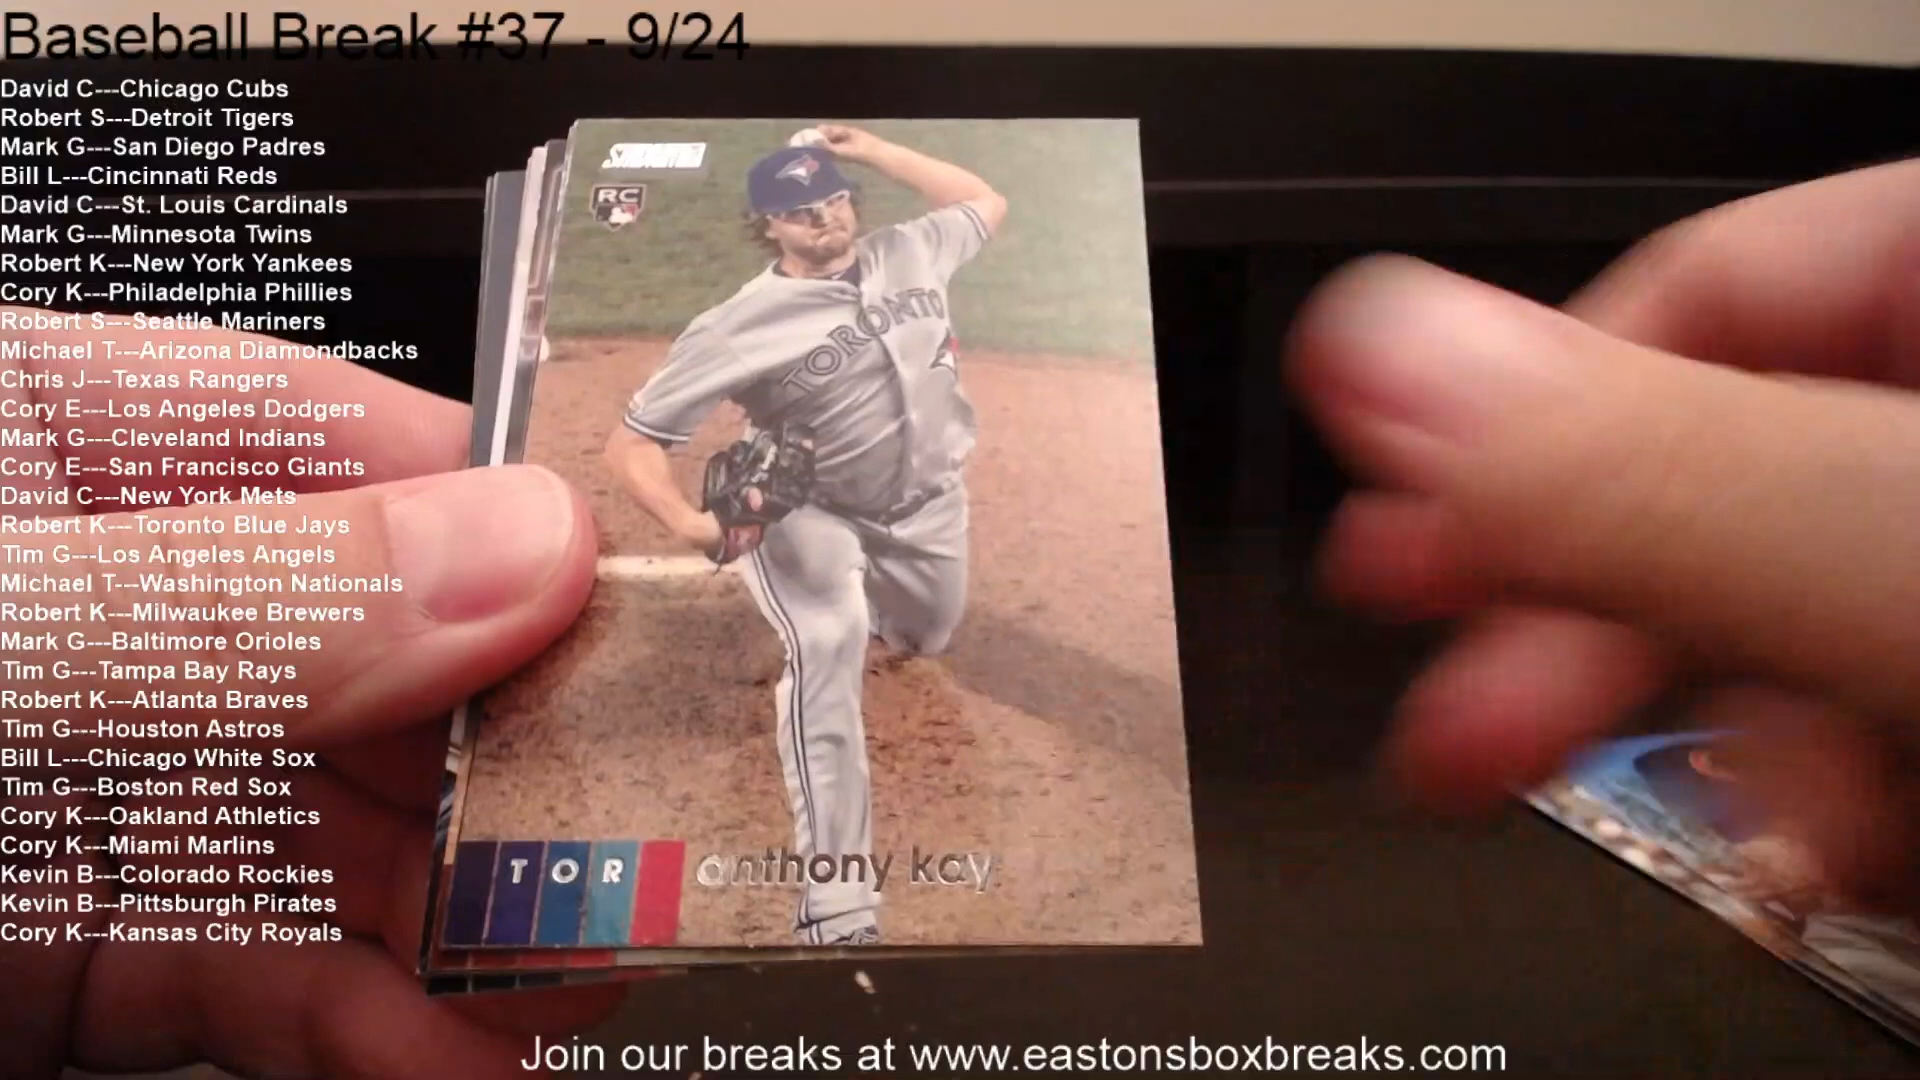 Baseball Break #37 - 9/24
David C---Chicago Cubs
Robert S---Detroit Tigers
Mark G---San Diego Padres
Bill L---Cincinnati Reds
David C---St. Louis Cardinals
Mark G---Minnesota Twins
Robert K---New York Yankees
Cory K---Philadelphia Phillies
Robert S---Seattle Mariners
Michael T---Arizona Diamondbacks
Chris J---Texas Rangers
Cory E---Los Angeles Dodgers
Mark G---Cleveland Indians
Cory E---San Francisco Giants
David C---New York Mets
Robert K---Toronto Blue Jays
Tim G---Los Angeles Angels
Michael T---Washington Nationals
Robert K---Milwaukee Brewers
Mark G---Baltimore Orioles
Tim G---Tampa Bay Rays
Robert K---Atlanta Braves
Tim G---Houston Astros
Bill L---Chicago White Sox
Tim G---Boston Red Sox
Cory K---Oakland Athletics
Cory K---Miami Marlins
Kevin B---Colorado Rockies
Kevin B---Pittsburgh Pirates
Cory K---Kansas City Royals
STADIUM
RC
TORONTO
TOR anthony kay
Join our breaks at www.eastonsboxbreaks.com